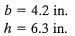 b = 4.2 in.
h = 6.3 in.